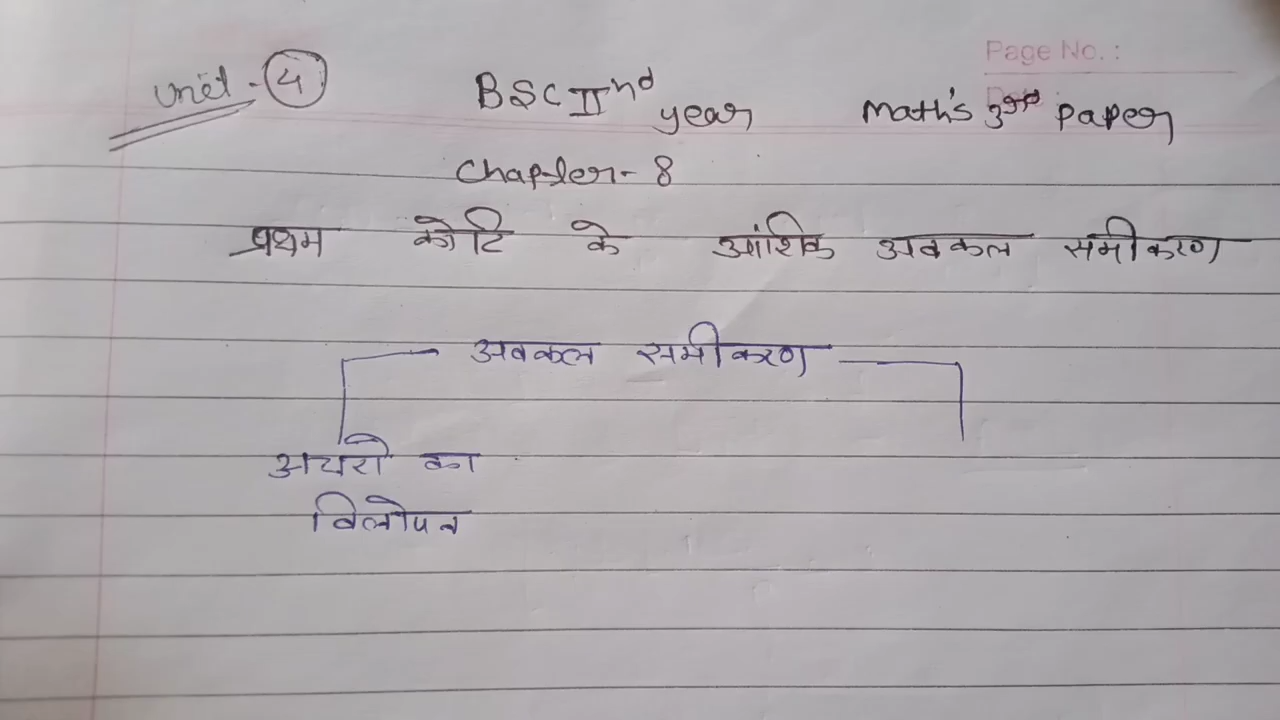 Page No. :
Unit - 4
BSC IInd year
Math's 3rd paper
Chapter - 8
प्रथम कोटि के आंशिक अवकल समीकरण
अवकल समीकरण
अचरो का
विलोपन